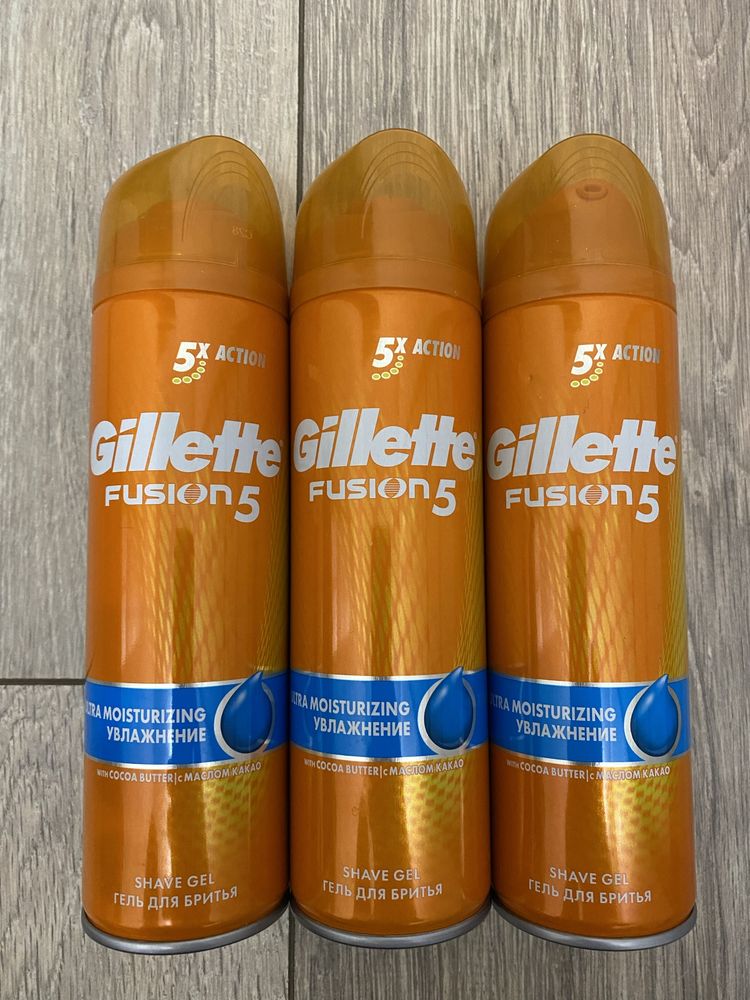 5X ACTION
Gillette
FUSION5
ULTRA MOISTURIZING
УВЛАЖНЕНИЕ
WITH COCOA BUTTER | С МАСЛОМ КАКАО
SHAVE GEL
ГЕЛЬ ДЛЯ БРИТЬЯ
5X ACTION
Gillette
FUSION5
ULTRA MOISTURIZING
УВЛАЖНЕНИЕ
WITH COCOA BUTTER | С МАСЛОМ КАКАО
SHAVE GEL
ГЕЛЬ ДЛЯ БРИТЬЯ
5X ACTION
Gillette
FUSION5
ULTRA MOISTURIZING
УВЛАЖНЕНИЕ
WITH COCOA BUTTER | С МАСЛОМ КАКАО
SHAVE GEL
ГЕЛЬ ДЛЯ БРИТЬЯ